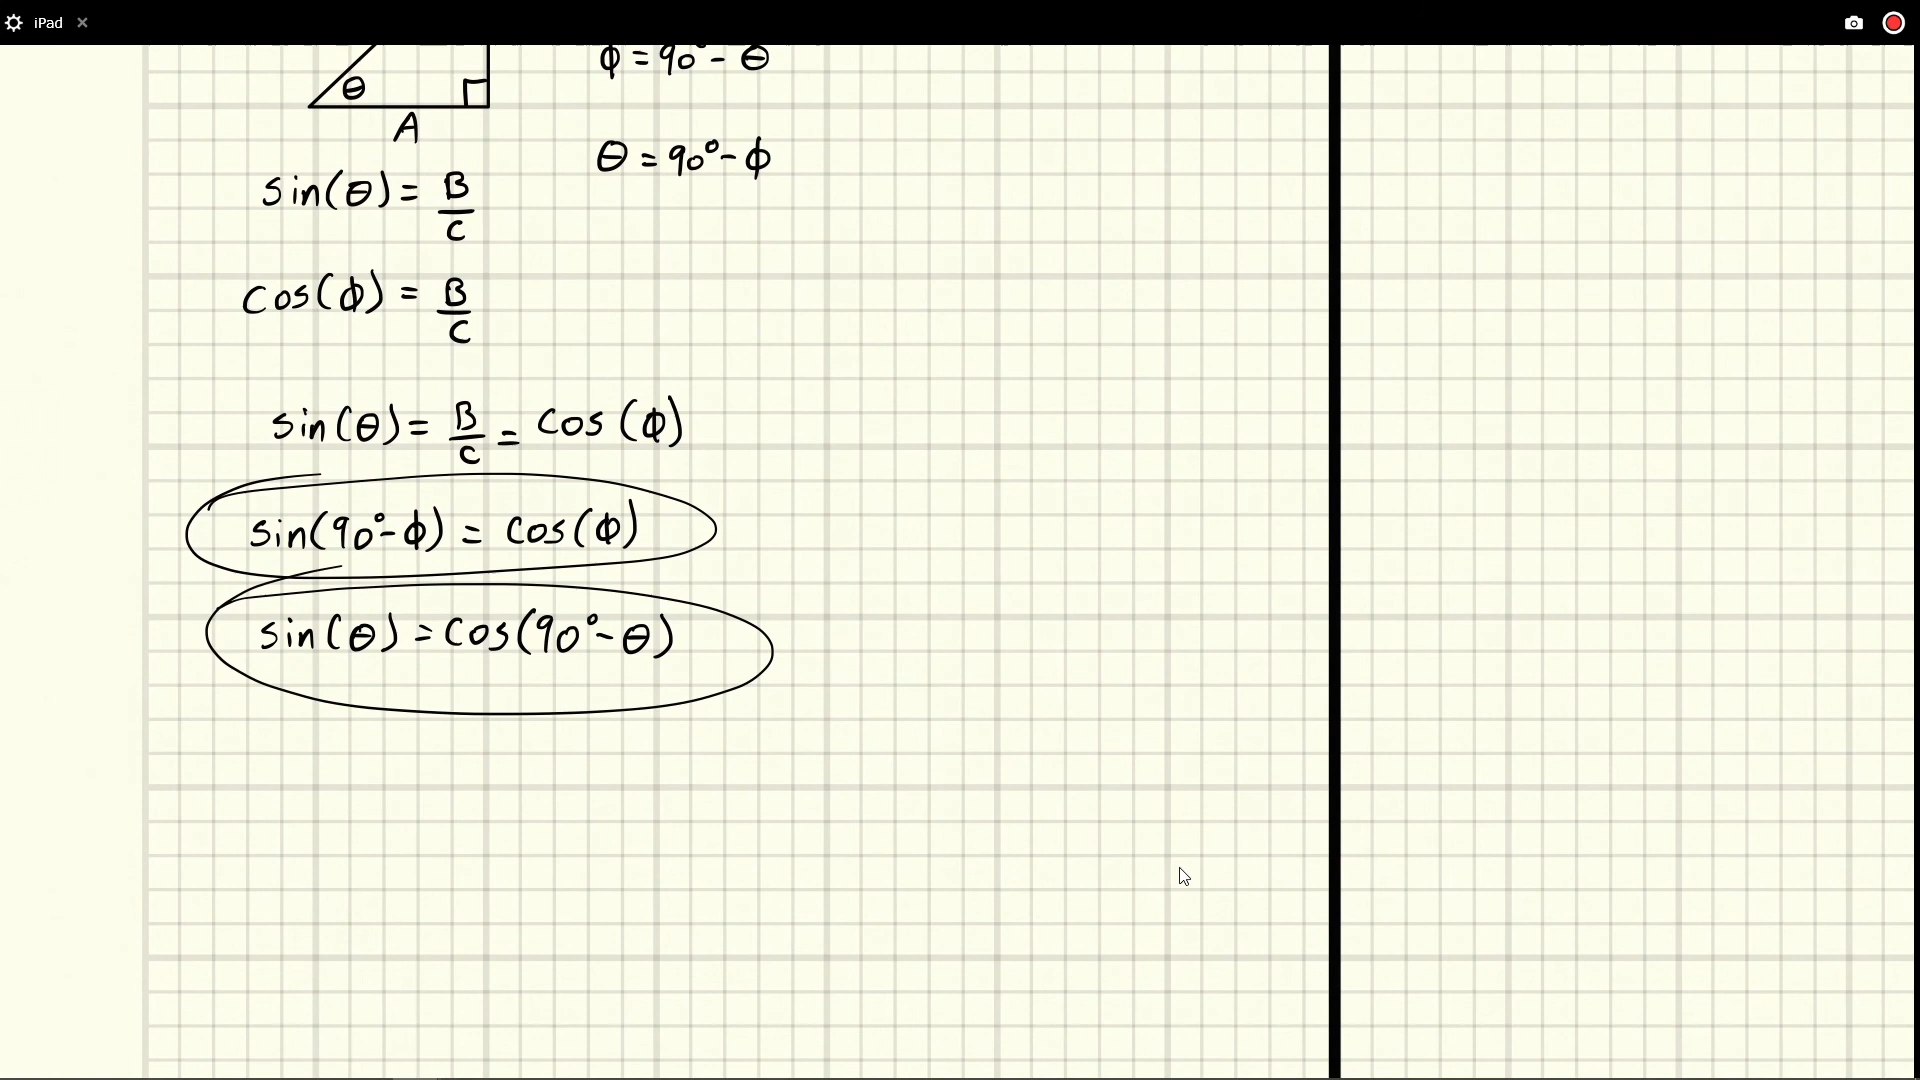 iPad
ϕ = 90° - θ
θ
A
θ = 90° - ϕ
sin(θ) = B/C
cos(ϕ) = B/C
sin(θ) = B/C = cos(ϕ)
sin(90° - ϕ) = cos(ϕ)
sin(θ) = cos(90° - θ)